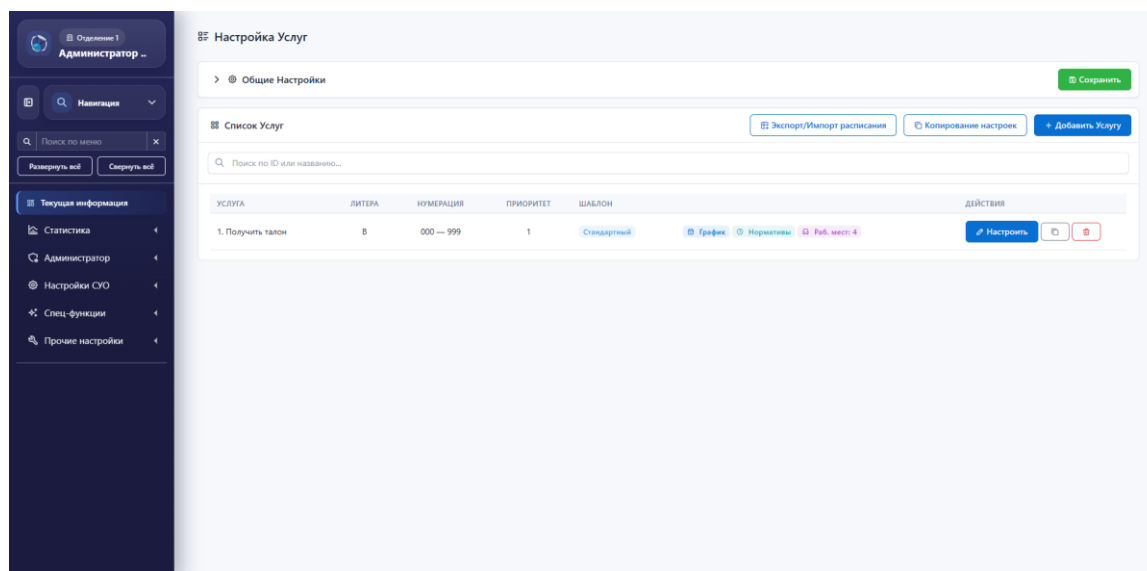 Отделение 1
Администратор ..
Навигация
Поиск по меню
Развернуть всё
Свернуть всё
Текущая информация
Статистика
Администратор
Настройки СУО
Спец-функции
Прочие настройки
Настройка Услуг
Общие Настройки
Сохранить
Список Услуг
Экспорт/Импорт расписания
Копирование настроек
+ Добавить Услугу
Поиск по ID или названию...
УСЛУГА ЛИТЕРА НУМЕРАЦИЯ ПРИОРИТЕТ ШАБЛОН ДЕЙСТВИЯ
1. Получить талон B 000 — 999 1 Стандартный График Нормативы Раб. мест: 4 Настроить